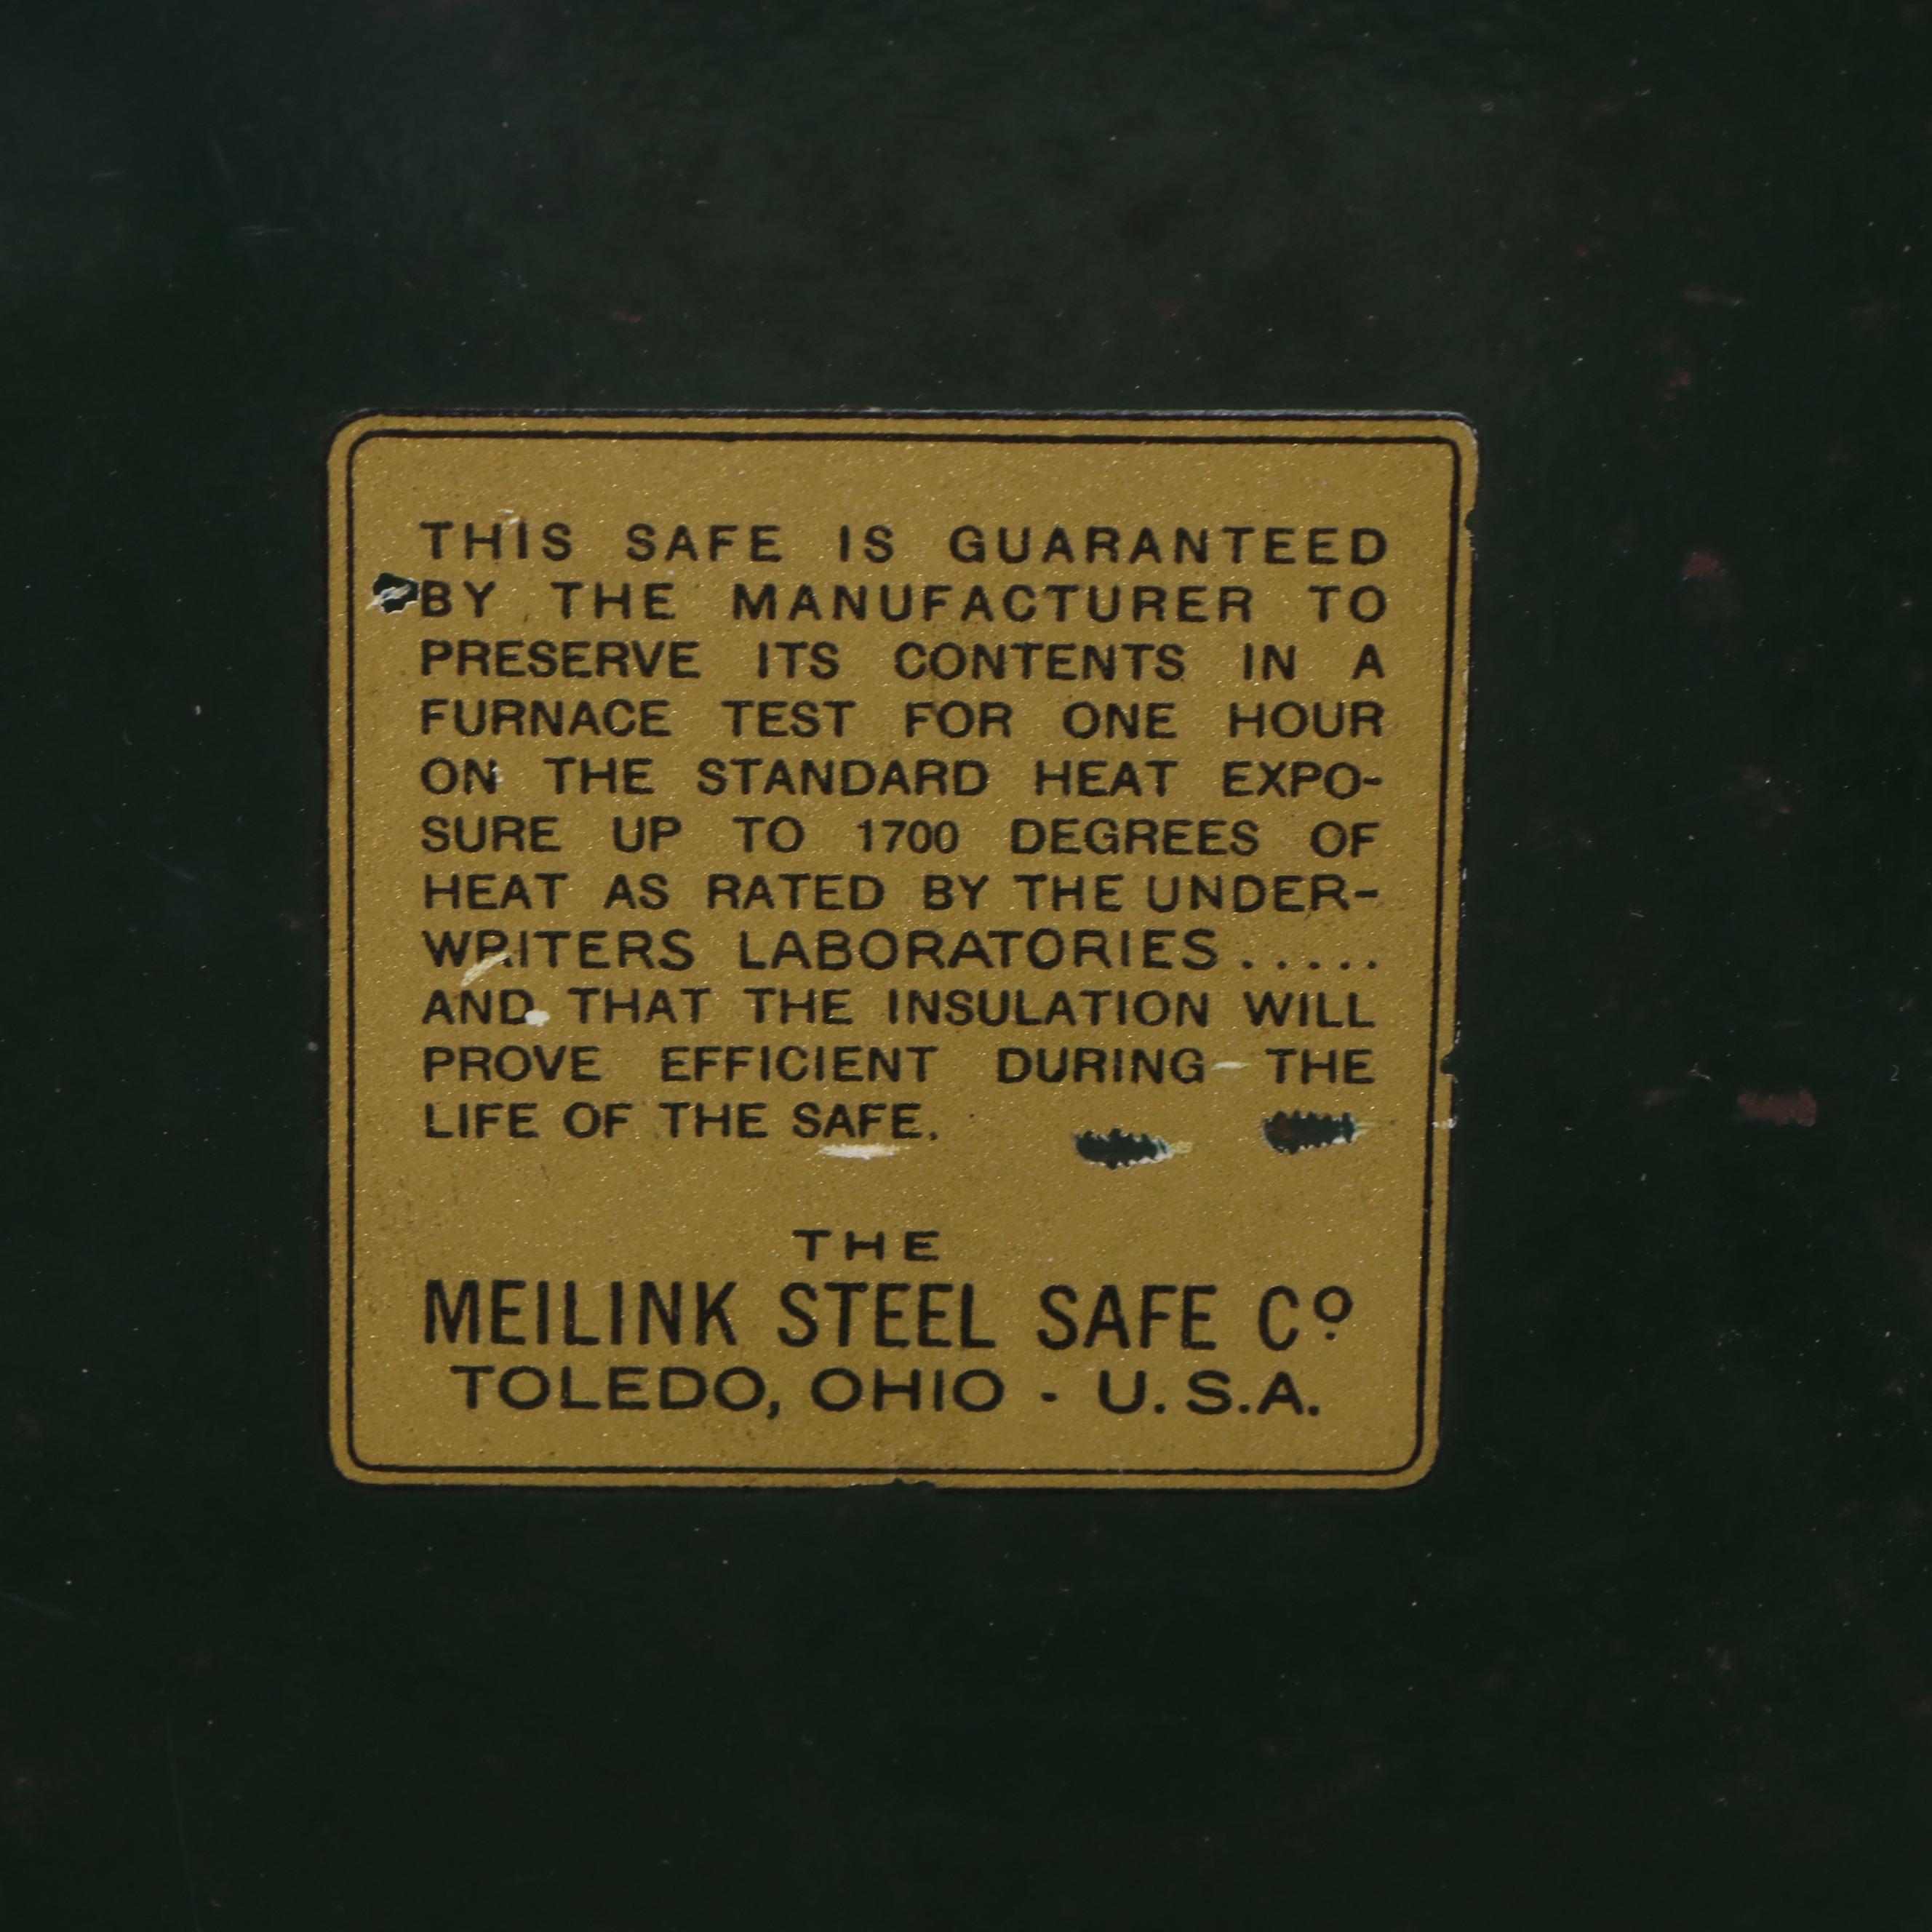 THIS SAFE IS GUARANTEED
BY THE MANUFACTURER TO
PRESERVE ITS CONTENTS IN A
FURNACE TEST FOR ONE HOUR
ON THE STANDARD HEAT EXPO-
SURE UP TO 1700 DEGREES OF
HEAT AS RATED BY THE UNDER-
WRITERS LABORATORIES.....
AND THAT THE INSULATION WILL
PROVE EFFICIENT DURING THE
LIFE OF THE SAFE.
THE
MEILINK STEEL SAFE Cº
TOLEDO, OHIO - U.S.A.